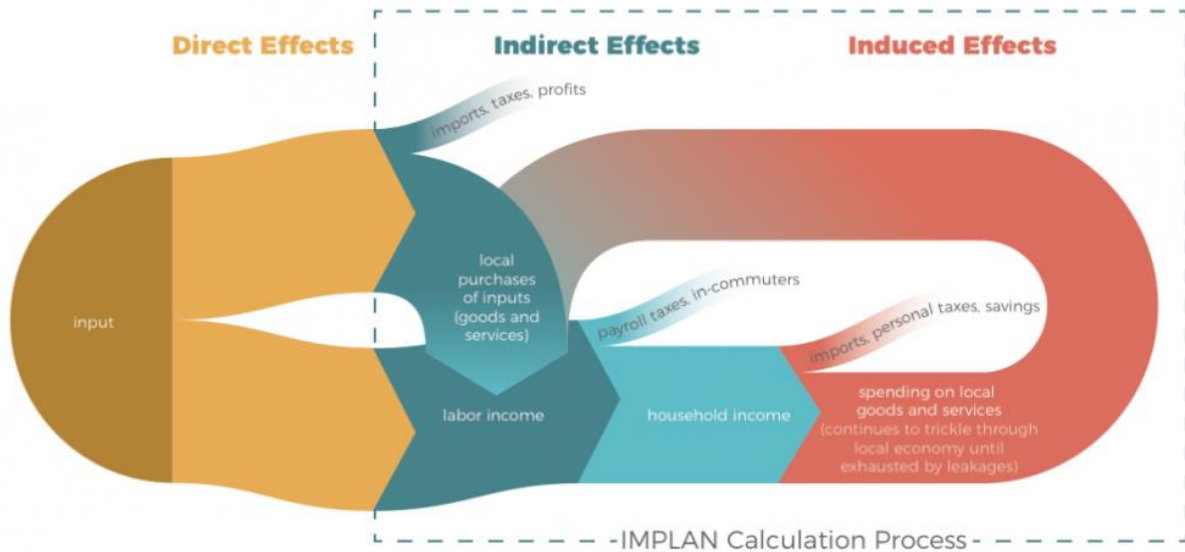 Direct Effects
Indirect Effects
Induced Effects
imports, taxes, profits
input
local
purchases
of inputs
(goods and
services)
payroll taxes, in-commuters
imports, personal taxes, savings
labor income
household income
spending on local
goods and services
(continues to trickle through
local economy until
exhausted by leakages)
IMPLAN Calculation Process